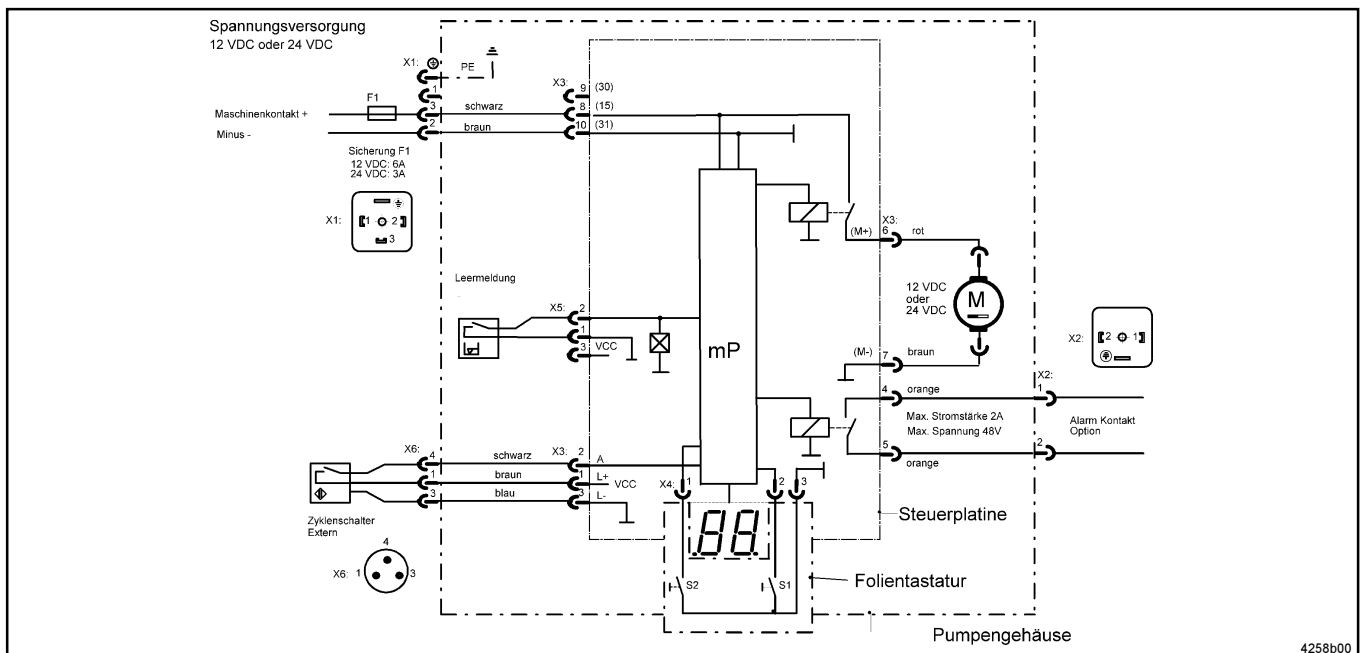 Spannungsversorgung
12 VDC oder 24 VDC
X1:
PE
1
3
2
F1
Maschinenkontakt +
Minus -
schwarz
braun
X3:
9 (30)
8 (15)
10 (31)
Sicherung F1
12 VDC: 6A
24 VDC: 3A
X1:
1 2
3
Leermeldung
X5:
2
1
3
VCC
mP
(M+)
X3:
6
rot
12 VDC
oder
24 VDC
M
(M-)
7
braun
X2:
2 1
4
orange
X2:
1
Max. Stromstärke 2A
Max. Spannung 48V
Alarm Kontakt
Option
5
orange
2
X6:
4
1
3
schwarz
braun
blau
X3:
2
1
3
A
L+
VCC
L-
Zyklenschalter
Extern
X6:
4
1
3
X4:
1
2
3
88
S2
S1
Steuerplatine
Folientastatur
Pumpengehäuse
4258b00